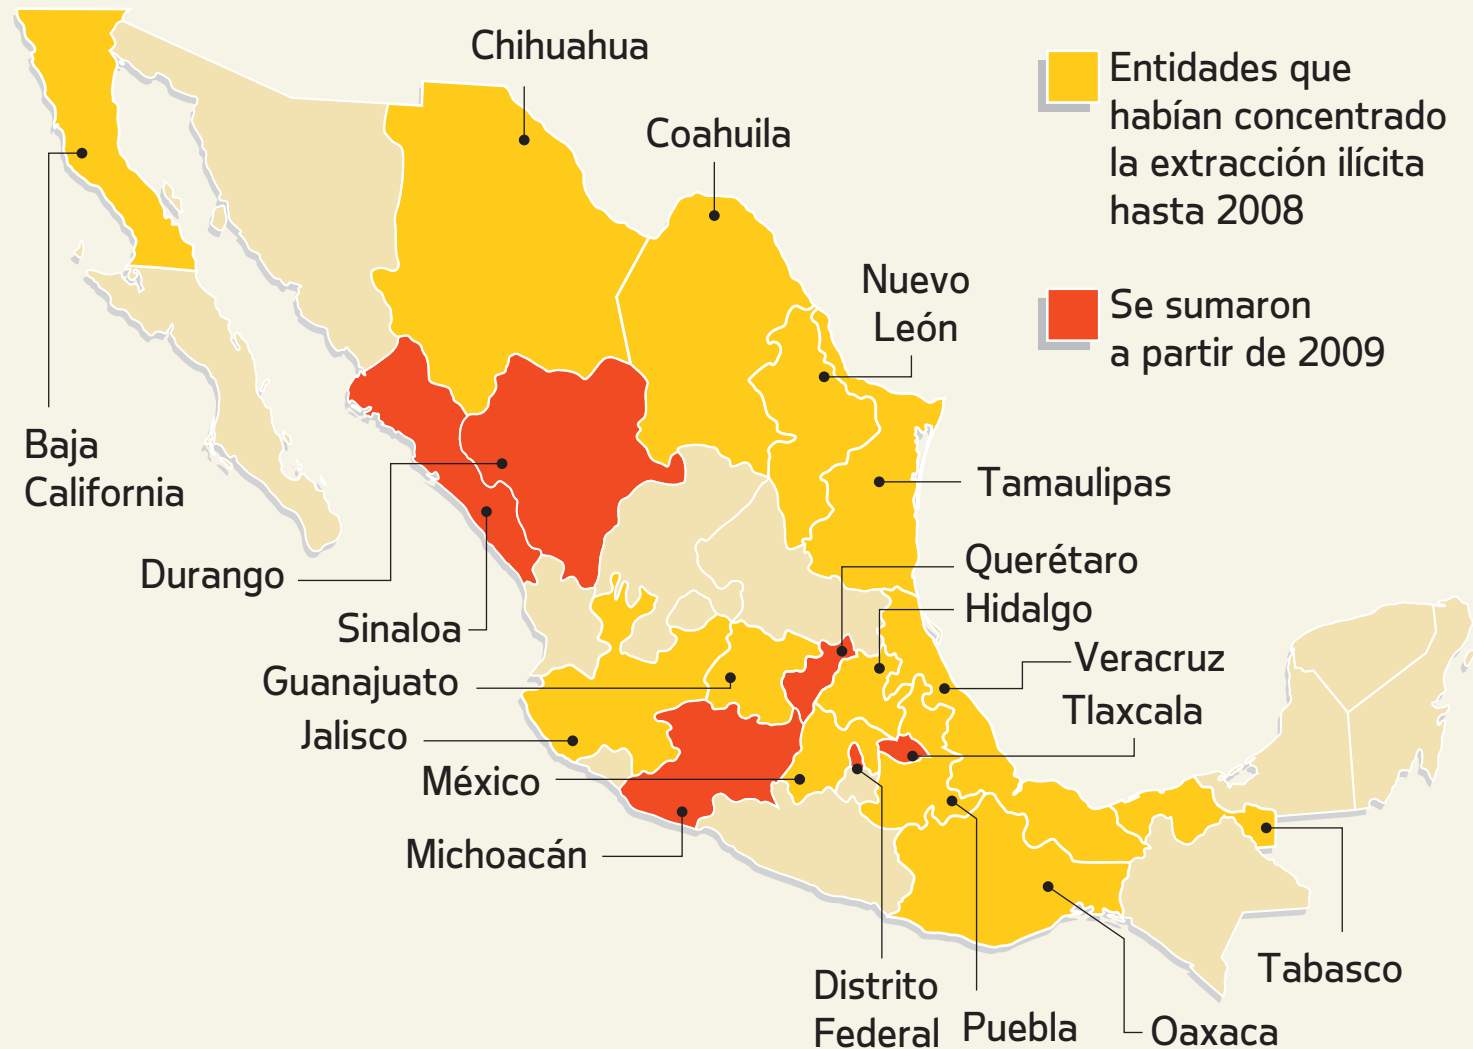 Chihuahua
Coahuila
Entidades que
habían concentrado
la extracción ilícita
hasta 2008
Nuevo
León
Se sumaron
a partir de 2009
Baja
California
Tamaulipas
Durango
Querétaro
Sinaloa
Hidalgo
Guanajuato
Veracruz
Jalisco
Tlaxcala
México
Michoacán
Distrito
Federal
Puebla
Oaxaca
Tabasco